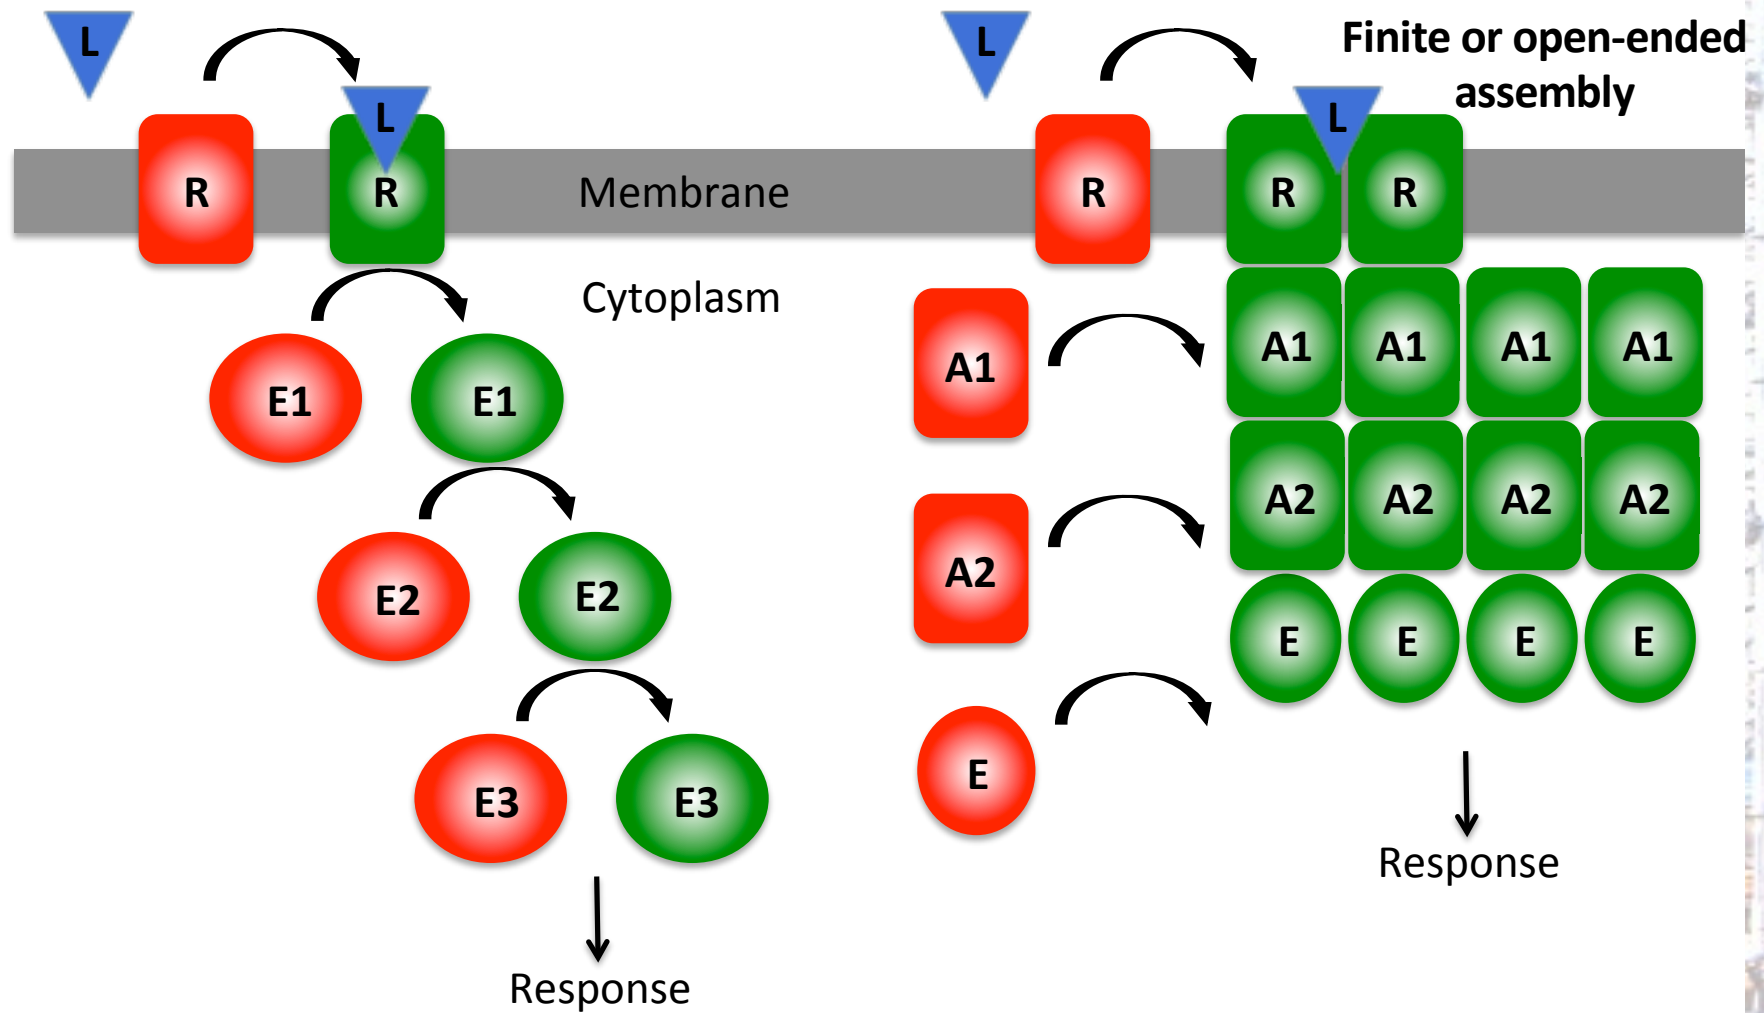 L
L
Finite or open-ended
assembly
L
L
R
R
Membrane
R
R
R
Cytoplasm
E1
E1
A1
A1
A1
A1
A1
E2
E2
A2
A2
A2
A2
A2
E3
E3
E
E
E
E
E
Response
Response